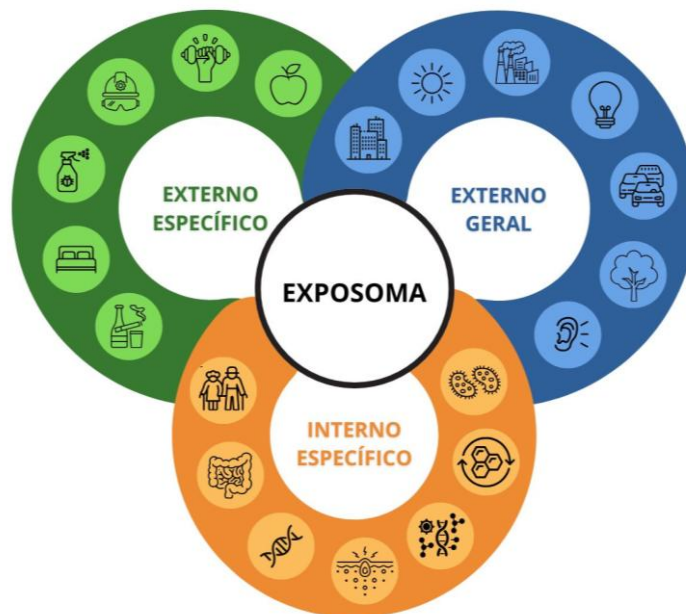 EXTERNO
ESPECÍFICO
EXTERNO
GERAL
EXPOSOMA
INTERNO
ESPECÍFICO